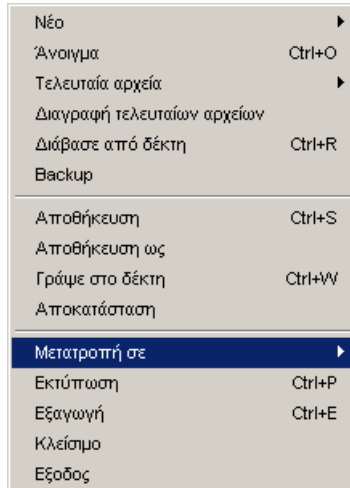 Νέο
Άνοιγμα Ctrl+O
Τελευταία αρχεία
Διαγραφή τελευταίων αρχείων
Διάβασε από δέκτη Ctrl+R
Backup
Αποθήκευση Ctrl+S
Αποθήκευση ως
Γράψε στο δέκτη Ctrl+W
Αποκατάσταση
Μετατροπή σε
Εκτύπωση Ctrl+P
Εξαγωγή Ctrl+E
Κλείσιμο
Εξοδος